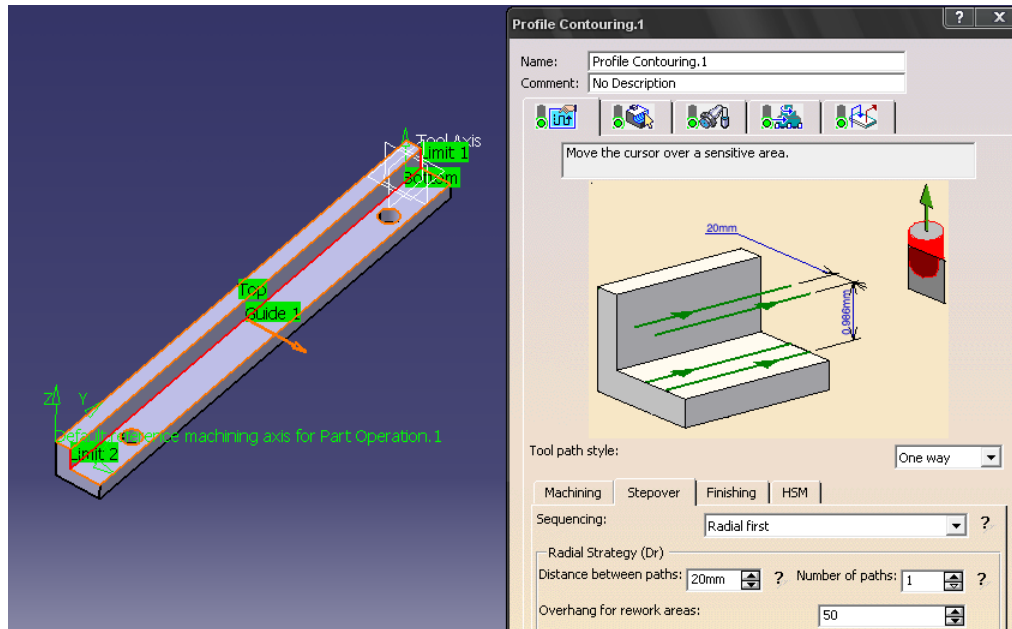 Profile Contouring.1
? X
Name: Profile Contouring.1
Comment: No Description
Move the cursor over a sensitive area.
20mm
0.986mm
Tool path style: One way
Machining Stepover Finishing HSM
Sequencing: Radial first ?
Radial Strategy (Dr)
Distance between paths: 20mm ? Number of paths: 1 ?
Overhang for rework areas: 50
Tool Axis
Limit 1
Bottom
Top
Guide 1
Z Y
Default reference machining axis for Part Operation.1
Limit 2